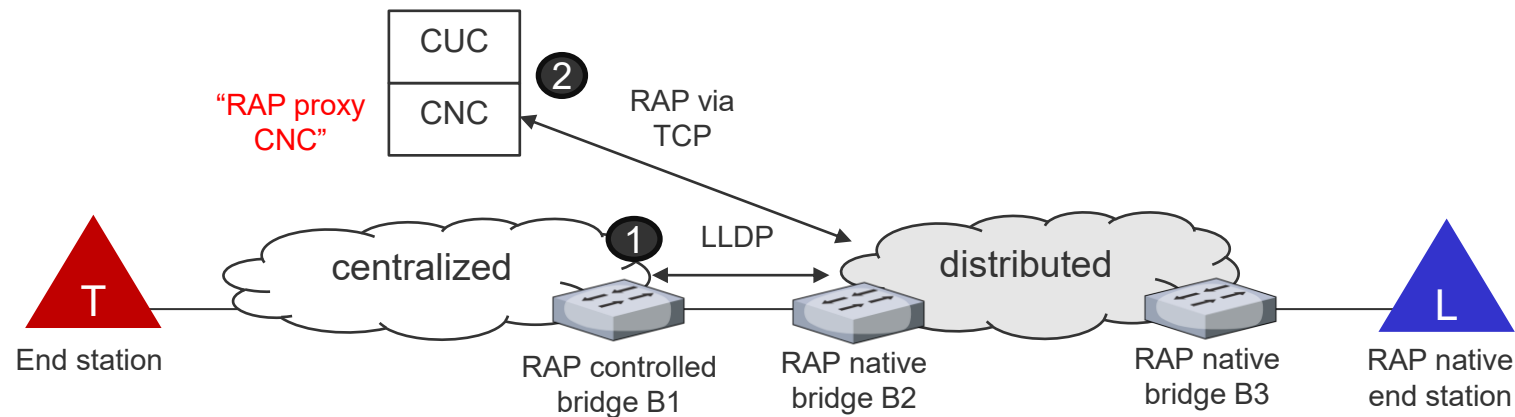 CUC
2
“RAP proxy
CNC”
CNC
RAP via
TCP
1
LLDP
centralized
distributed
T
L
End station
RAP controlled
bridge B1
RAP native
bridge B2
RAP native
bridge B3
RAP native
end station